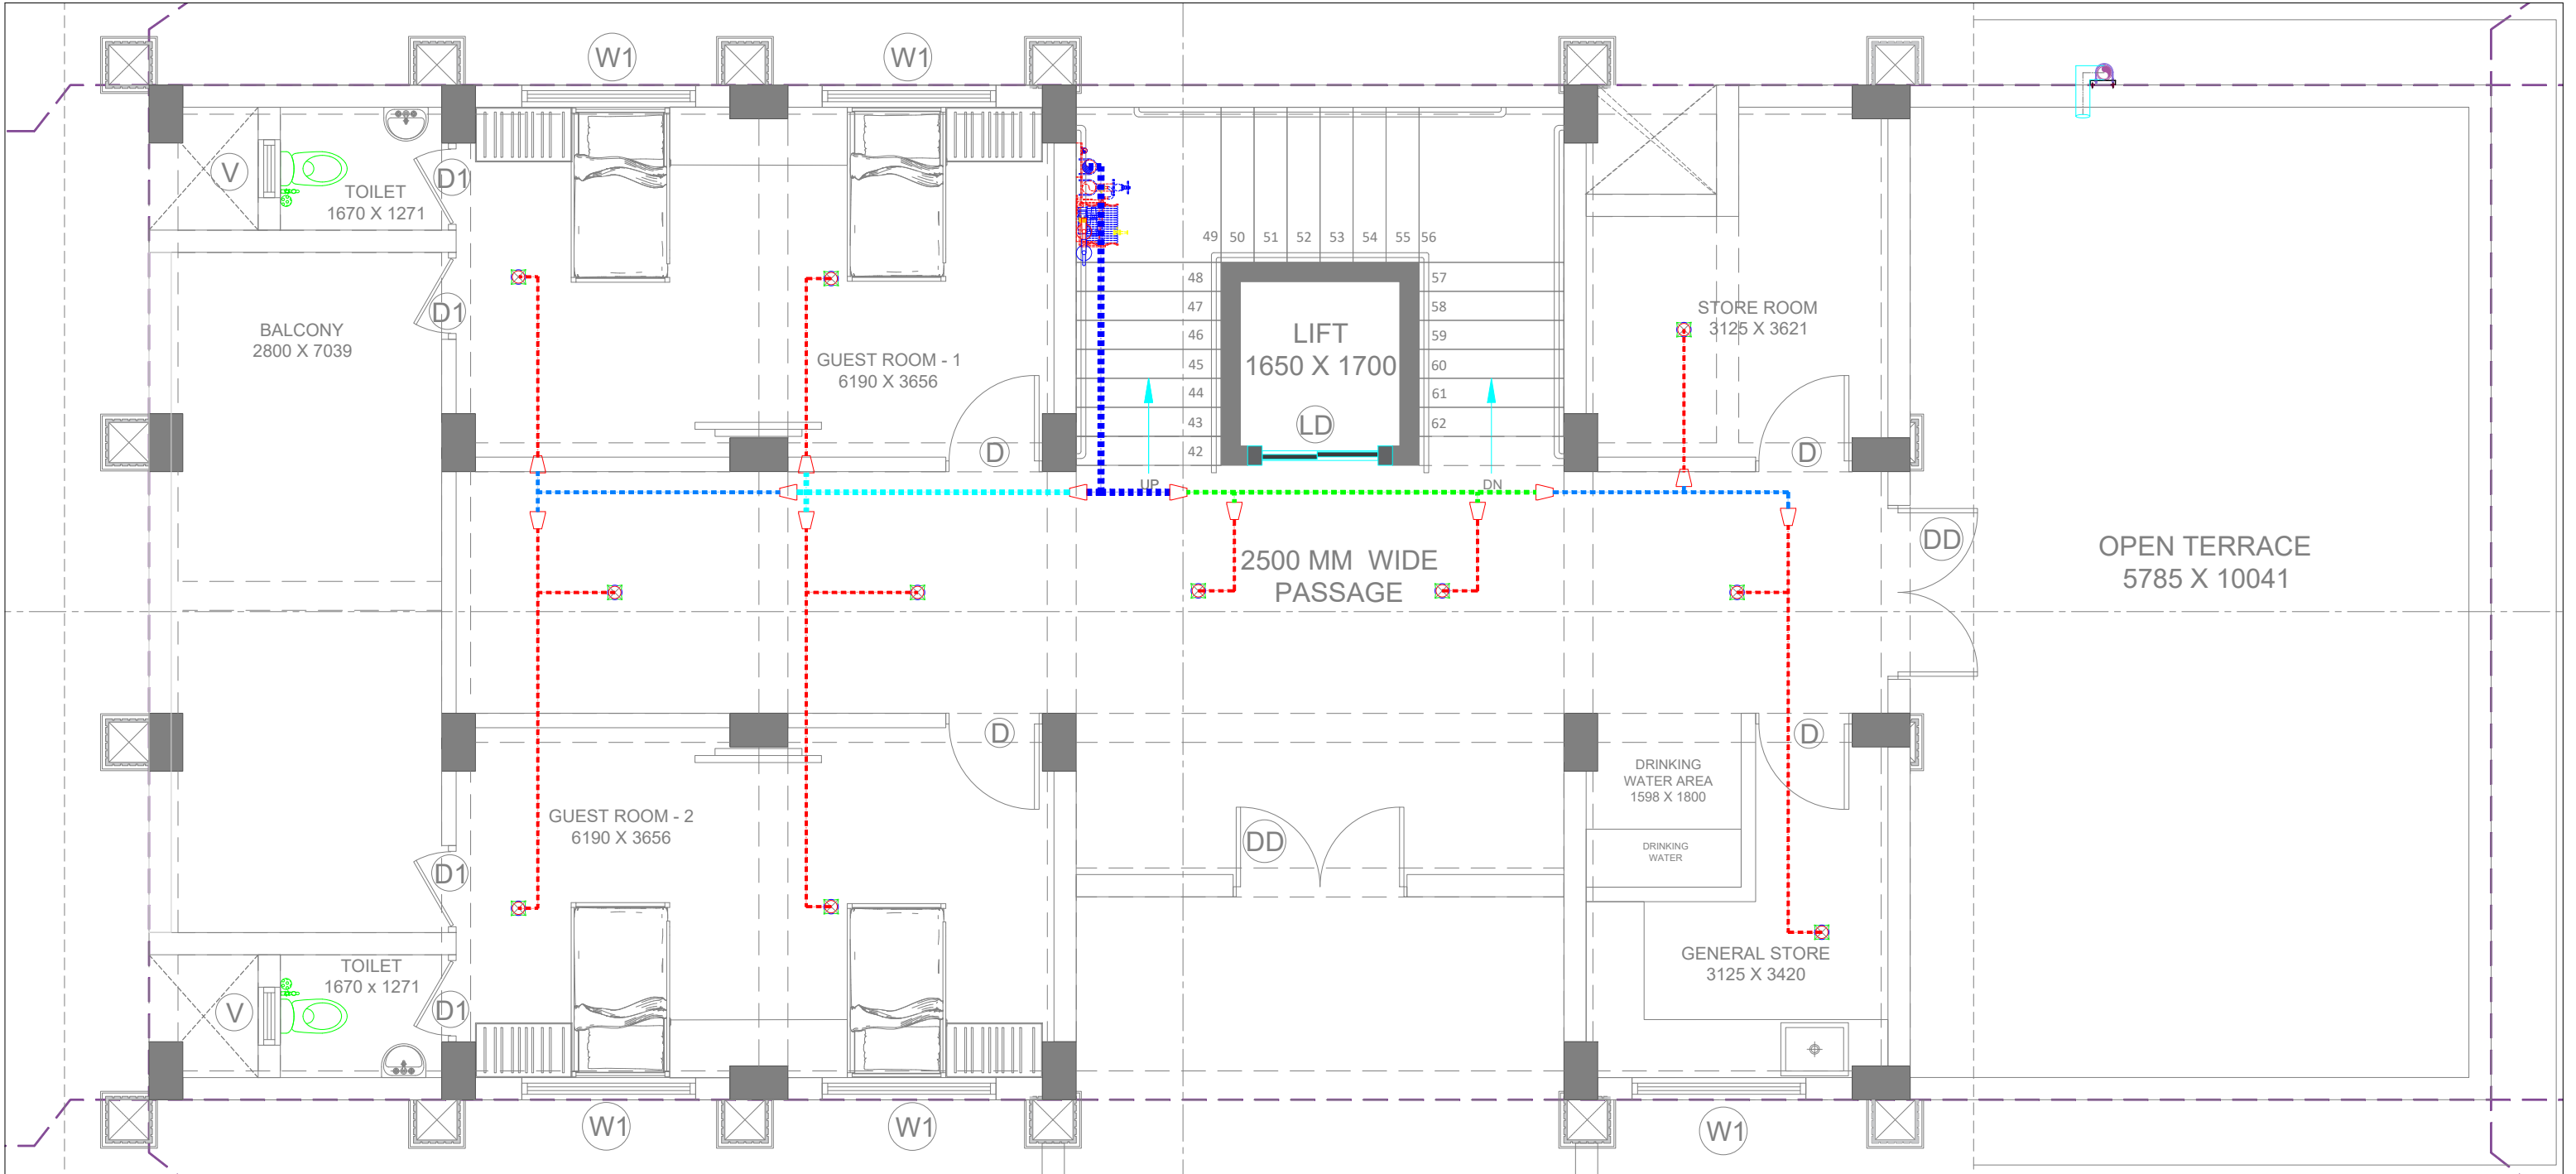 W1
W1
V
TOILET
1670 X 1271
D1
49 50 51 52 53 54 55 56
48
47
46
45
44
43
42
57
58
59
60
61
62
BALCONY
2800 X 7039
D1
GUEST ROOM - 1
6190 X 3656
D
LIFT
1650 X 1700
LD
STORE ROOM
3125 X 3621
D
UP
DN
2500 MM WIDE
PASSAGE
DD
OPEN TERRACE
5785 X 10041
D
D
DRINKING
WATER AREA
1598 X 1800
GUEST ROOM - 2
6190 X 3656
DD
DRINKING
WATER
D1
TOILET
1670 x 1271
V
D1
GENERAL STORE
3125 X 3420
W1
W1
W1